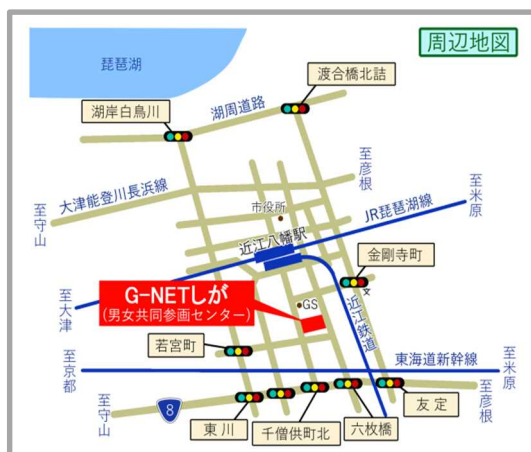 周辺地図
琵琶湖
渡合橋北詰
湖岸白鳥川
湖周道路
至彦根
大津能登川長浜線
至守山
市役所
JR琵琶湖線
至米原
近江八幡駅
金剛寺町
至大津
G-NETしが
(男女共同参画センター)
GS
近江鉄道
若宮町
至京都
東海道新幹線
至米原
至守山
8
東川
千僧供町北
六枚橋
友定
至彦根